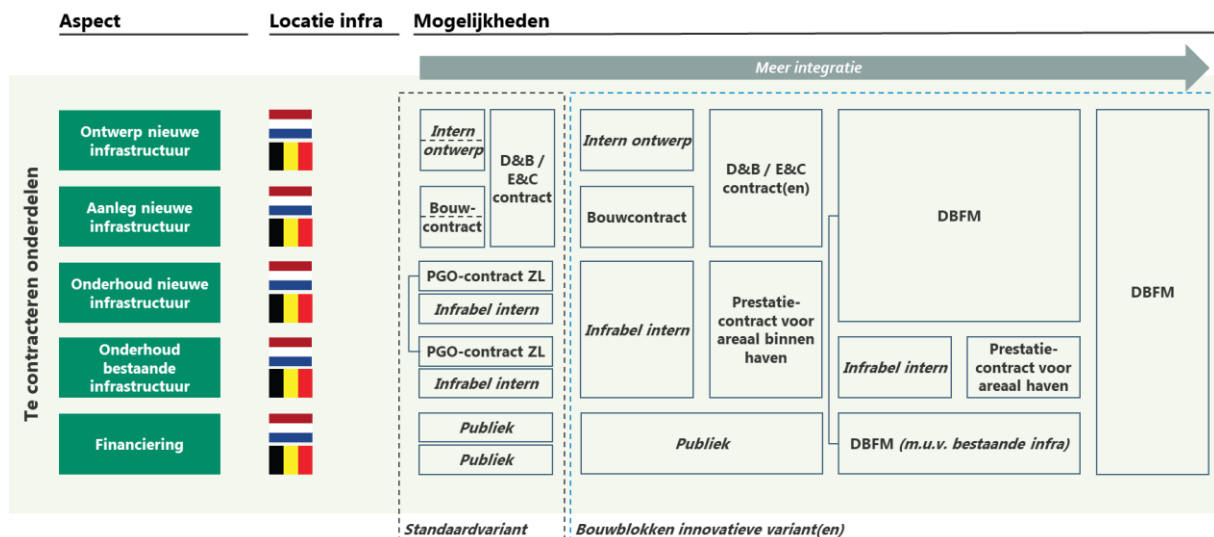 Aspect
Locatie infra
Mogelijkheden
Meer integratie
Te contracteren onderdelen
Ontwerp nieuwe
infrastructuur
Intern
ontwerp
D&B /
E&C
contract
Intern ontwerp
D&B / E&C
contract(en)
DBFM
DBFM
Aanleg nieuwe
infrastructuur
Bouw-
contract
Bouwcontract
Onderhoud nieuwe
infrastructuur
PGO-contract ZL
Infrabel intern
Infrabel intern
Prestatie-
contract voor
areaal binnen
haven
Onderhoud
bestaande
infrastructuur
PGO-contract ZL
Infrabel intern
Infrabel intern
Prestatie-
contract voor
areaal haven
Financiering
Publiek
Publiek
Publiek
DBFM (m.u.v. bestaande infra)
Standaardvariant
Bouwblokken innovatieve variant(en)